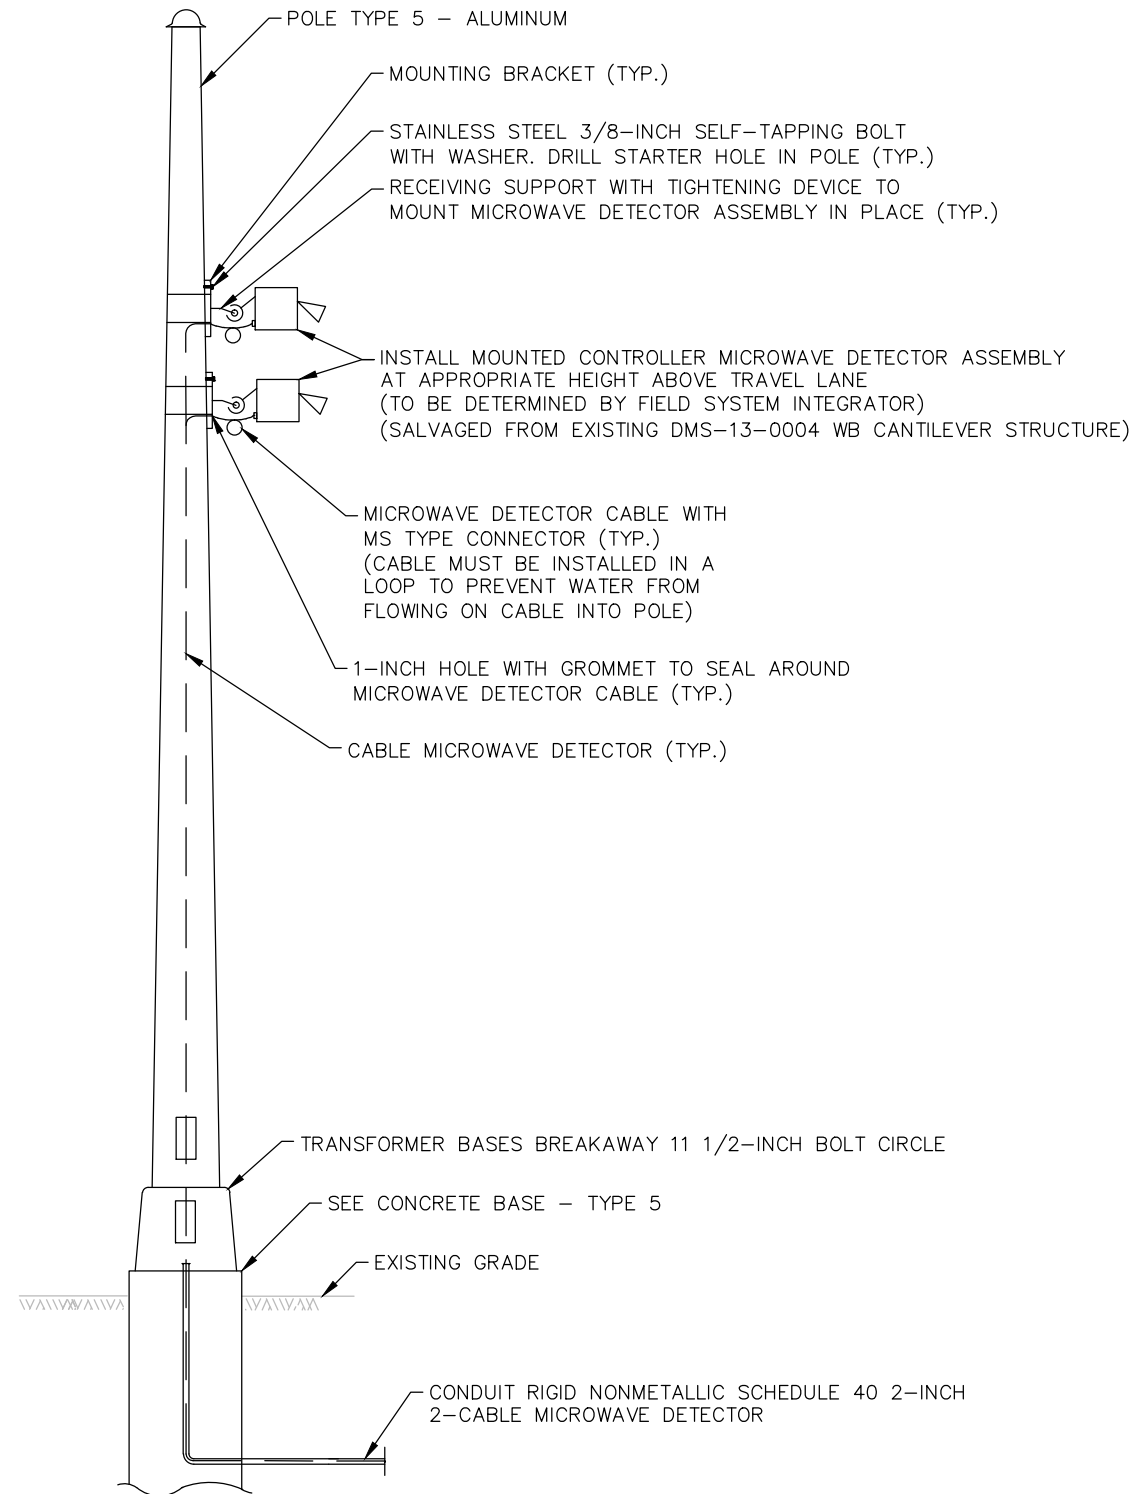 POLE TYPE 5 – ALUMINUM
MOUNTING BRACKET (TYP.)
STAINLESS STEEL 3/8–INCH SELF–TAPPING BOLT
WITH WASHER. DRILL STARTER HOLE IN POLE (TYP.)
RECEIVING SUPPORT WITH TIGHTENING DEVICE TO
MOUNT MICROWAVE DETECTOR ASSEMBLY IN PLACE (TYP.)
INSTALL MOUNTED CONTROLLER MICROWAVE DETECTOR ASSEMBLY
AT APPROPRIATE HEIGHT ABOVE TRAVEL LANE
(TO BE DETERMINED BY FIELD SYSTEM INTEGRATOR)
(SALVAGED FROM EXISTING DMS–13–0004 WB CANTILEVER STRUCTURE)
MICROWAVE DETECTOR CABLE WITH
MS TYPE CONNECTOR (TYP.)
(CABLE MUST BE INSTALLED IN A
LOOP TO PREVENT WATER FROM
FLOWING ON CABLE INTO POLE)
1–INCH HOLE WITH GROMMET TO SEAL AROUND
MICROWAVE DETECTOR CABLE (TYP.)
CABLE MICROWAVE DETECTOR (TYP.)
TRANSFORMER BASES BREAKAWAY 11 1/2–INCH BOLT CIRCLE
SEE CONCRETE BASE – TYPE 5
EXISTING GRADE
CONDUIT RIGID NONMETALLIC SCHEDULE 40 2–INCH
2–CABLE MICROWAVE DETECTOR